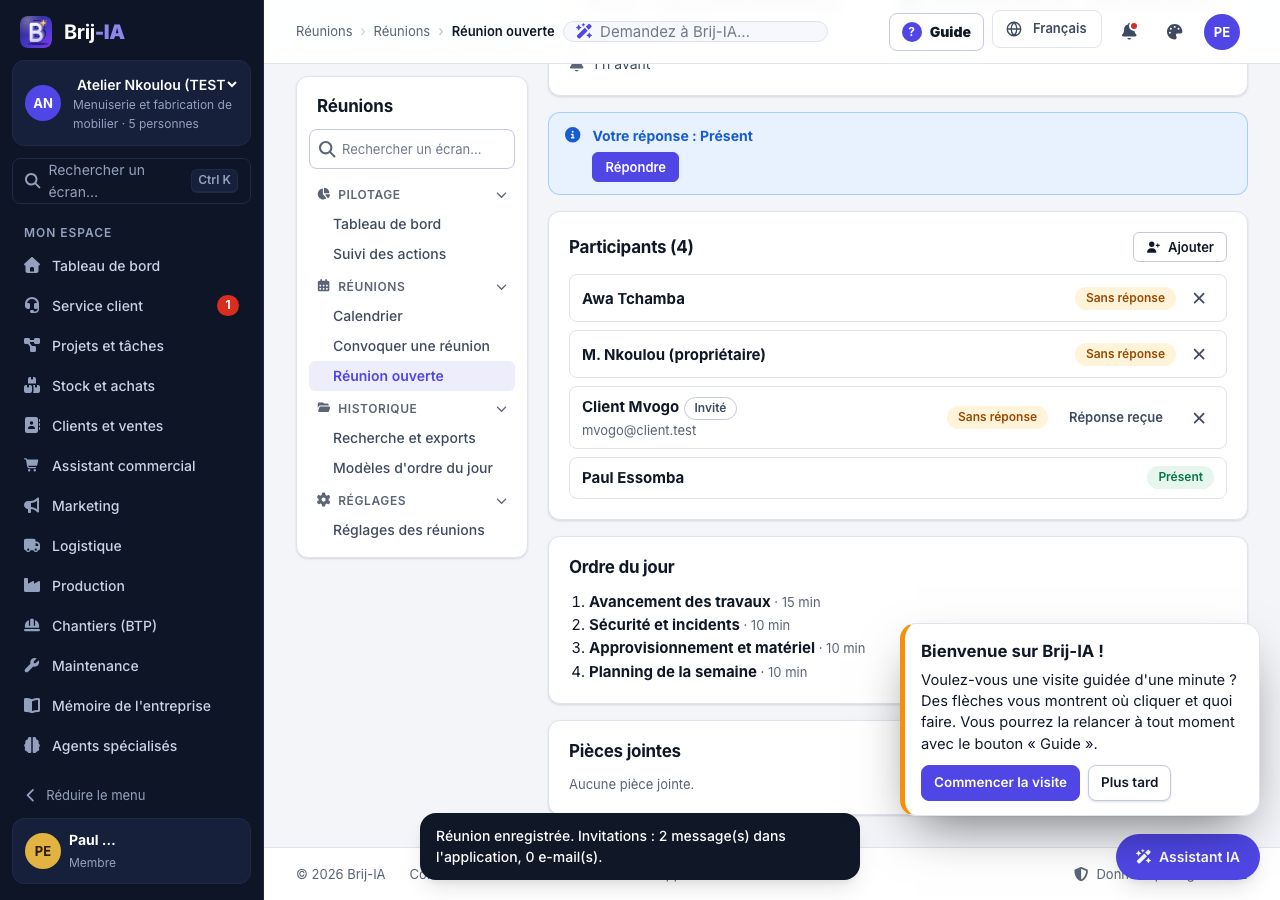 Brij-IA
AN
Atelier Nkoulou (TEST
Menuiserie et fabrication de
mobilier · 5 personnes
Rechercher un
écran...
Ctrl K
MON ESPACE
Tableau de bord
Service client
1
Projets et tâches
Stock et achats
Clients et ventes
Assistant commercial
Marketing
Logistique
Production
Chantiers (BTP)
Maintenance
Mémoire de l'entreprise
Agents spécialisés
Réduire le menu
PE
Paul ...
Membre
Réunions › Réunions › Réunion ouverte
Demandez à Brij-IA...
? Guide
Français
PE
Réunions
Rechercher un écran...
PILOTAGE
Tableau de bord
Suivi des actions
RÉUNIONS
Calendrier
Convoquer une réunion
Réunion ouverte
HISTORIQUE
Recherche et exports
Modèles d'ordre du jour
RÉGLAGES
Réglages des réunions
1 h avant
Votre réponse : Présent
Répondre
Participants (4)
Ajouter
Awa Tchamba
Sans réponse
M. Nkoulou (propriétaire)
Sans réponse
Client Mvogo Invité
mvogo@client.test
Sans réponse
Réponse reçue
Paul Essomba
Présent
Ordre du jour
1. Avancement des travaux · 15 min
2. Sécurité et incidents · 10 min
3. Approvisionnement et matériel · 10 min
4. Planning de la semaine · 10 min
Pièces jointes
Aucune pièce jointe.
Bienvenue sur Brij-IA !
Voulez-vous une visite guidée d'une minute ?
Des flèches vous montrent où cliquer et quoi
faire. Vous pourrez la relancer à tout moment
avec le bouton « Guide ».
Commencer la visite
Plus tard
Réunion enregistrée. Invitations : 2 message(s) dans
l'application, 0 e-mail(s).
Assistant IA
© 2026 Brij-IA